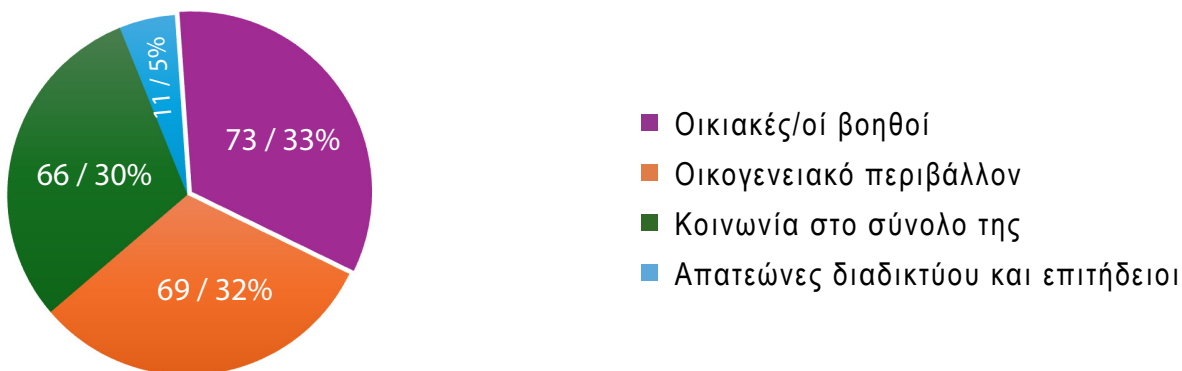 11 / 5%
73 / 33%
66 / 30%
69 / 32%
Οικιακές/οί βοηθοί
Οικογενειακό περιβάλλον
Κοινωνία στο σύνολο της
Απατεώνες διαδικτύου και επιτήδειοι